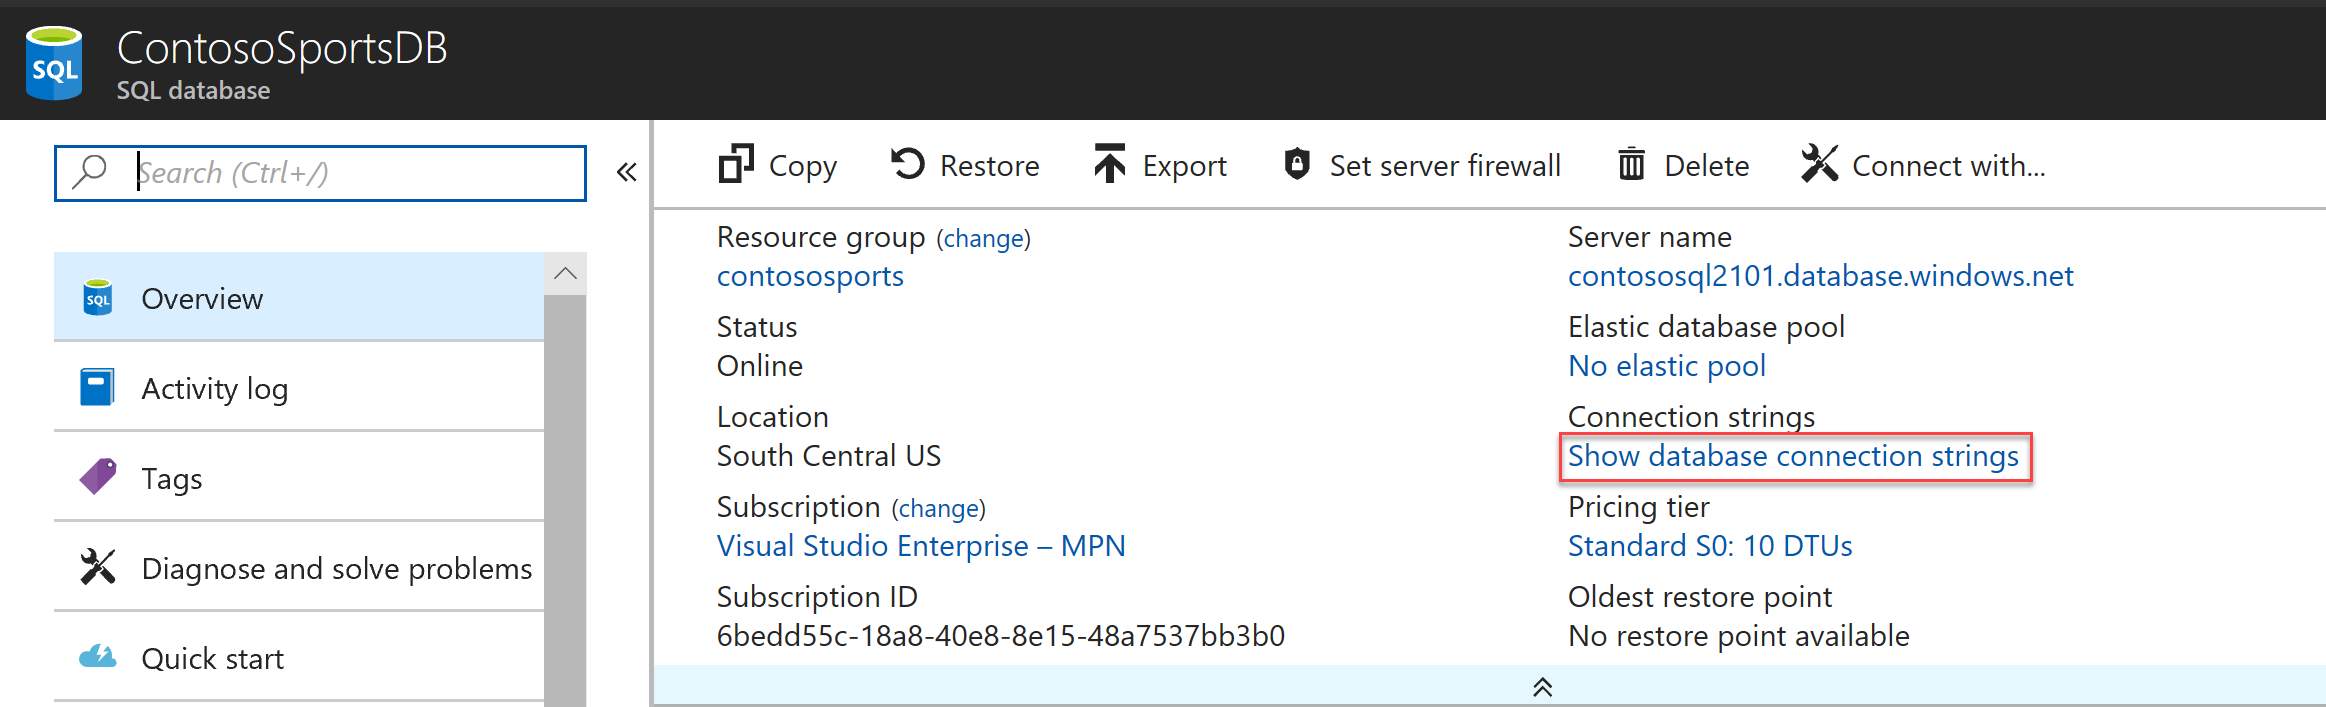 SQL
ContosoSportsDB
SQL database
Search (Ctrl+/)
Copy
Restore
Export
Set server firewall
Delete
Connect with...
SQL
Overview
Activity log
Tags
Diagnose and solve problems
Quick start
Resource group (change)
contososports
Status
Online
Location
South Central US
Subscription (change)
Visual Studio Enterprise – MPN
Subscription ID
6bedd55c-18a8-40e8-8e15-48a7537bb3b0
Server name
contososql2101.database.windows.net
Elastic database pool
No elastic pool
Connection strings
Show database connection strings
Pricing tier
Standard S0: 10 DTUs
Oldest restore point
No restore point available